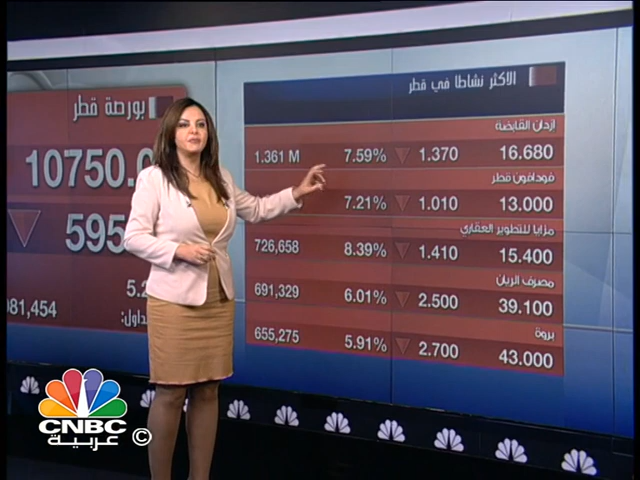 بورصة قطر
10750.0
595
5.2
داول:
081,454
الاكثر نشاطا في قطر
ازدان القابضة
16.680 1.370 7.59% 1.361 M
فودافون قطر
13.000 1.010 7.21%
مزايا للتطوير العقاري
15.400 1.410 8.39% 726,658
مصرف الريان
39.100 2.500 6.01% 691,329
بروة
43.000 2.700 5.91% 655,275
CNBC
عربية ©